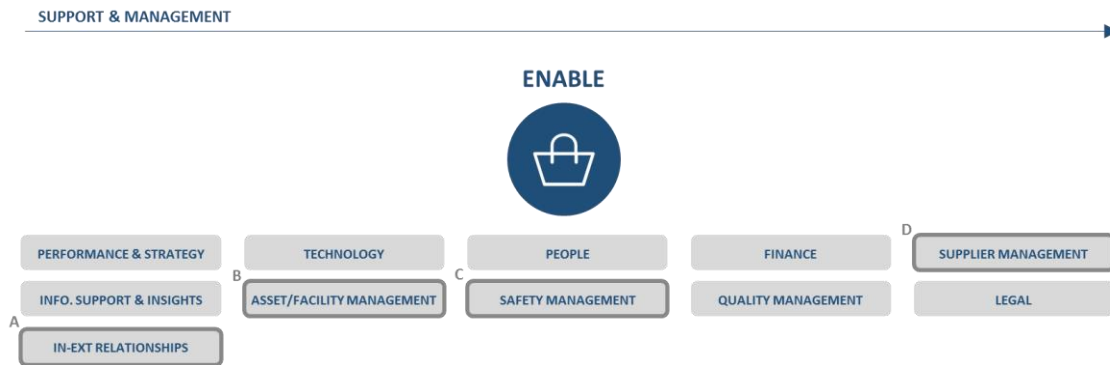 SUPPORT & MANAGEMENT
ENABLE
D
PERFORMANCE & STRATEGY
TECHNOLOGY
PEOPLE
FINANCE
SUPPLIER MANAGEMENT
B
C
INFO. SUPPORT & INSIGHTS
ASSET/FACILITY MANAGEMENT
SAFETY MANAGEMENT
QUALITY MANAGEMENT
LEGAL
A
IN-EXT RELATIONSHIPS